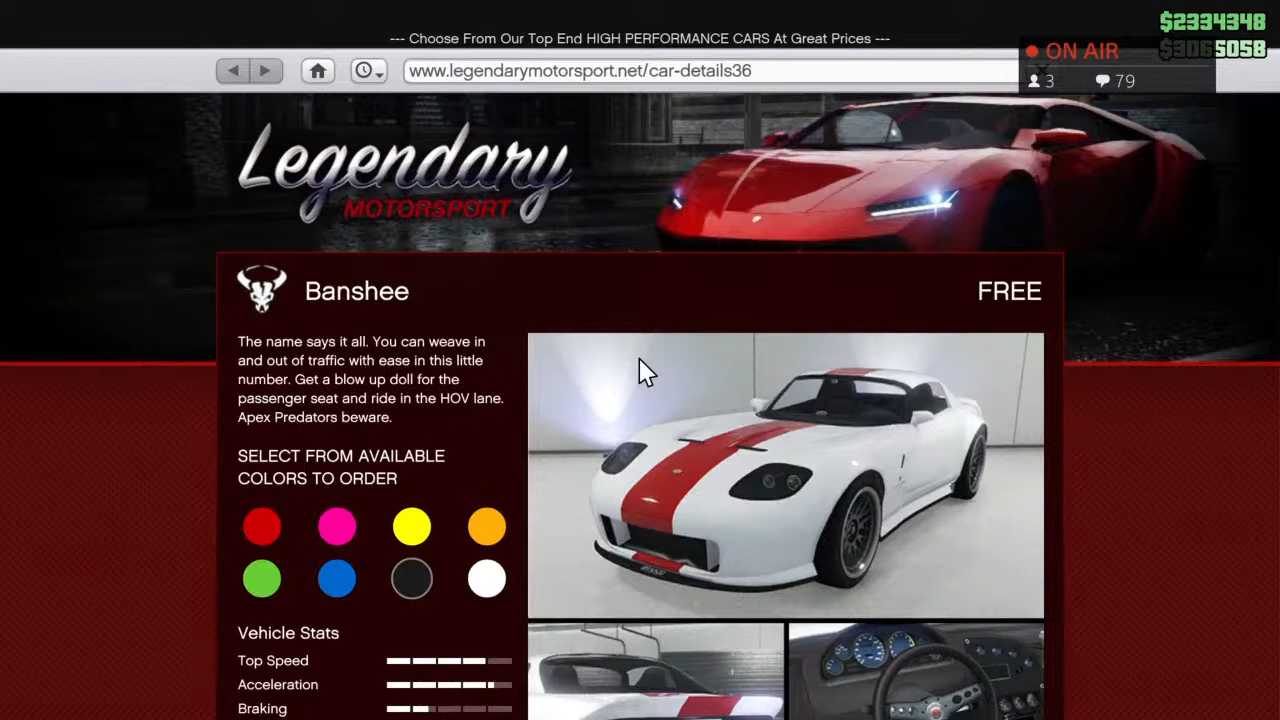 $2334348
--- Choose From Our Top End HIGH PERFORMANCE CARS At Great Prices ---
$3065058
ON AIR
www.legendarymotorsport.net/car-details36
3 79
Legendary
MOTORSPORT
Banshee
FREE
The name says it all. You can weave in
and out of traffic with ease in this little
number. Get a blow up doll for the
passenger seat and ride in the HOV lane.
Apex Predators beware.
SELECT FROM AVAILABLE
COLORS TO ORDER
Vehicle Stats
Top Speed
Acceleration
Braking